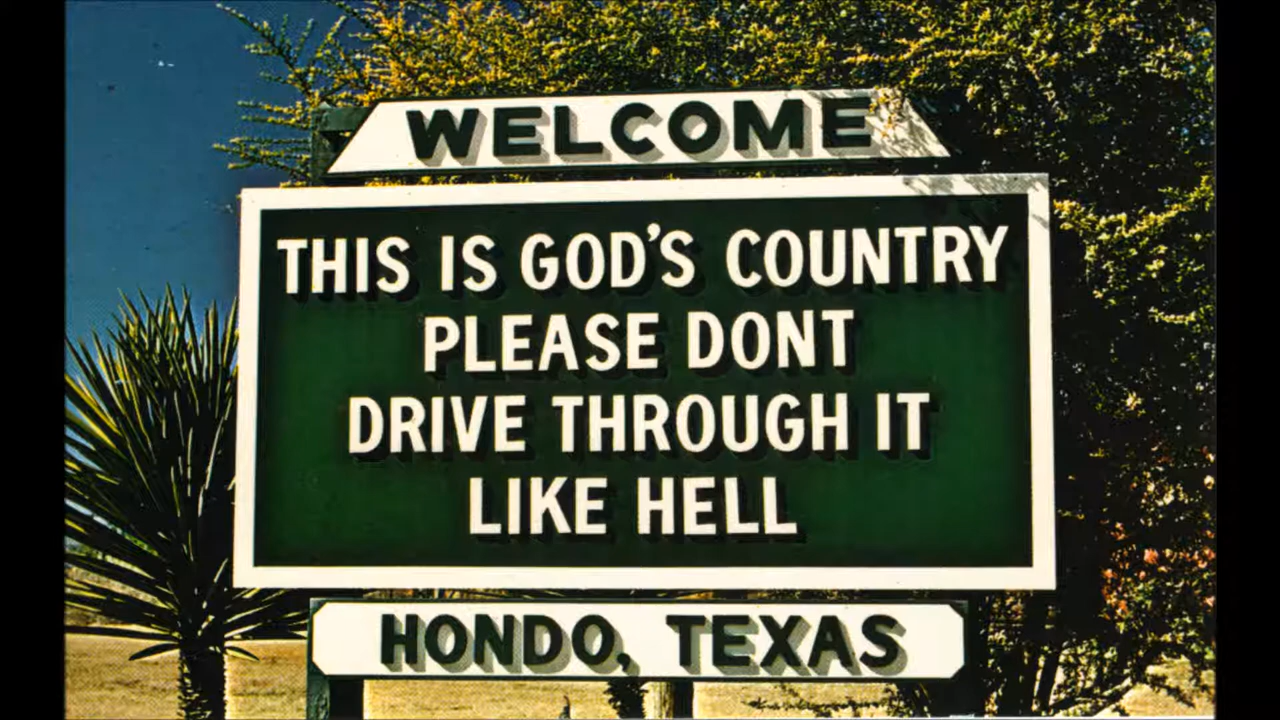 WELCOME
THIS IS GOD'S COUNTRY
PLEASE DONT
DRIVE THROUGH IT
LIKE HELL
HONDO, TEXAS